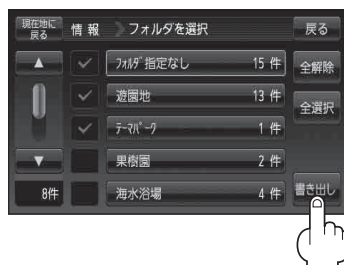 現在地に
戻る
情報 フォルダを選択 戻る
フォルダ指定なし 15 件 全解除
遊園地 13 件
全選択
テーマパーク 1 件
果樹園 2 件
8件 海水浴場 4 件 書き出し